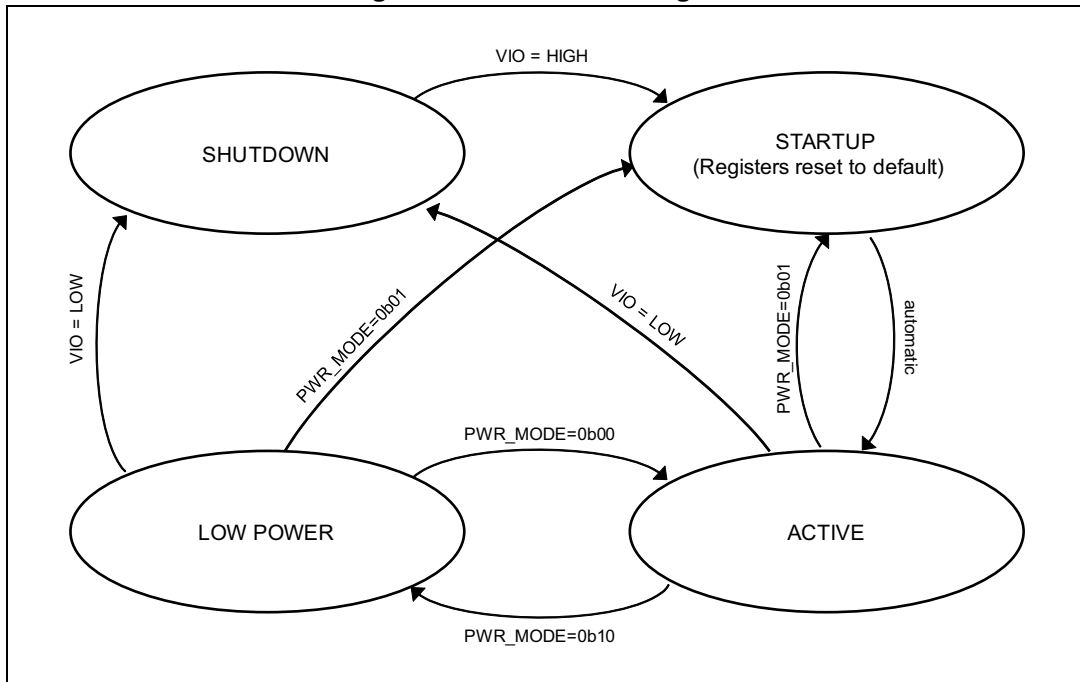 VIO = HIGH
SHUTDOWN
STARTUP
(Registers reset to default)
VIO = LOW
PWR_MODE=0b01
VIO = LOW
PWR_MODE=0b01
automatic
PWR_MODE=0b00
LOW POWER
ACTIVE
PWR_MODE=0b10